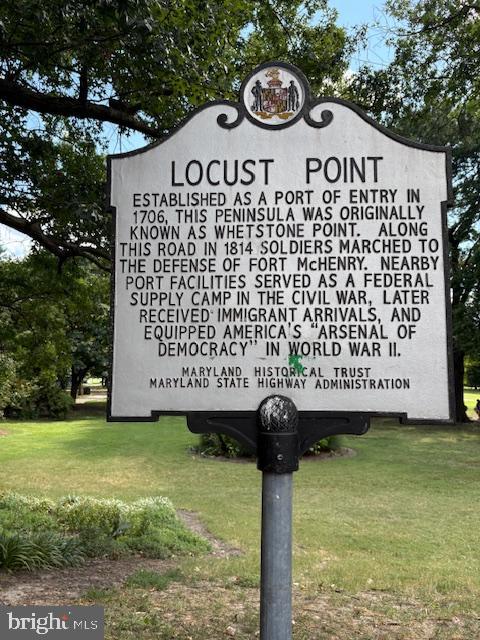 LOCUST POINT
ESTABLISHED AS A PORT OF ENTRY IN
1706, THIS PENINSULA WAS ORIGINALLY
KNOWN AS WHETSTONE POINT. ALONG
THIS ROAD IN 1814 SOLDIERS MARCHED TO
THE DEFENSE OF FORT MCHENRY. NEARBY
PORT FACILITIES SERVED AS A FEDERAL
SUPPLY CAMP IN THE CIVIL WAR, LATER
RECEIVED IMMIGRANT ARRIVALS, AND
EQUIPPED AMERICA'S "ARSENAL OF
DEMOCRACY" IN WORLD WAR II.
MARYLAND HISTORICAL TRUST
MARYLAND STATE HIGHWAY ADMINISTRATION
bright MLS